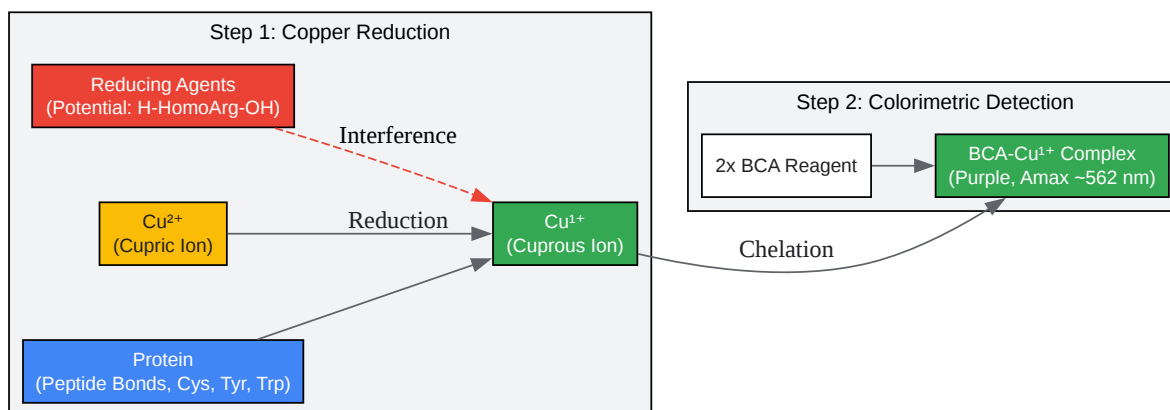 Step 1: Copper Reduction
Reducing Agents
(Potential: H-HomoArg-OH)
Interference
Cu²⁺
(Cupric Ion)
Reduction
Cu¹⁺
(Cuprous Ion)
Protein
(Peptide Bonds, Cys, Tyr, Trp)
Chelation
Step 2: Colorimetric Detection
2x BCA Reagent
BCA-Cu¹⁺ Complex
(Purple, Amax ~562 nm)